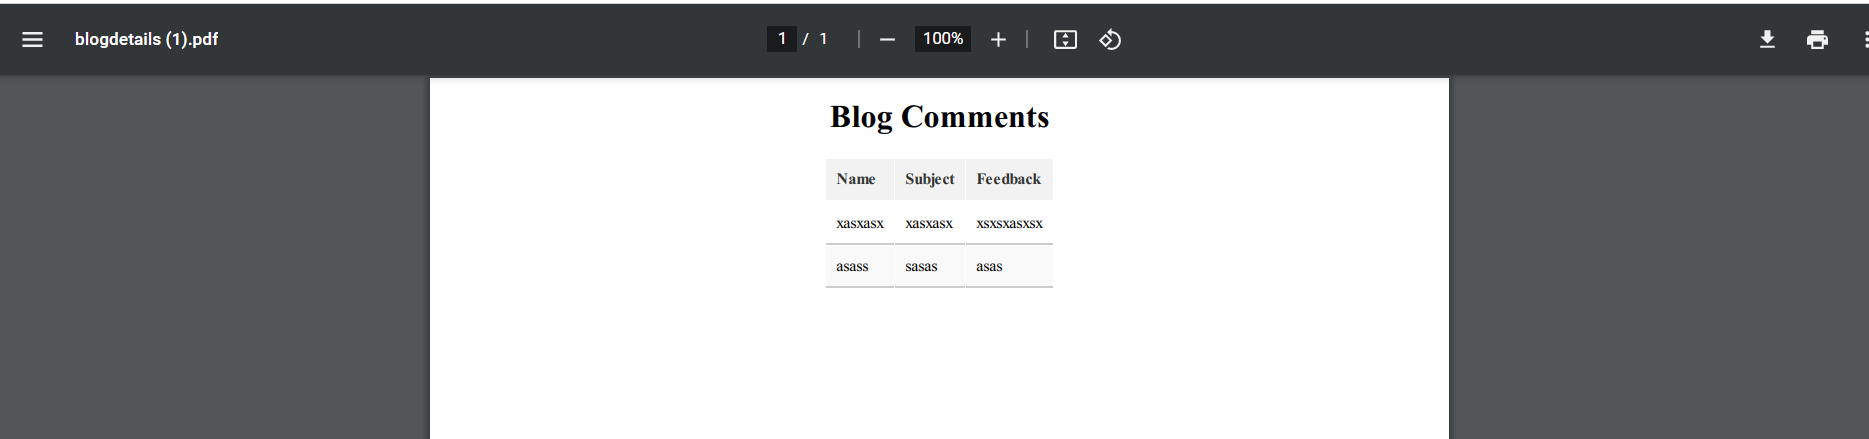 blogdetails (1).pdf
1 / 1
100%
Blog Comments
Name Subject Feedback
xasxasx xasxasx xsxsxasxsx
asass sasas asas